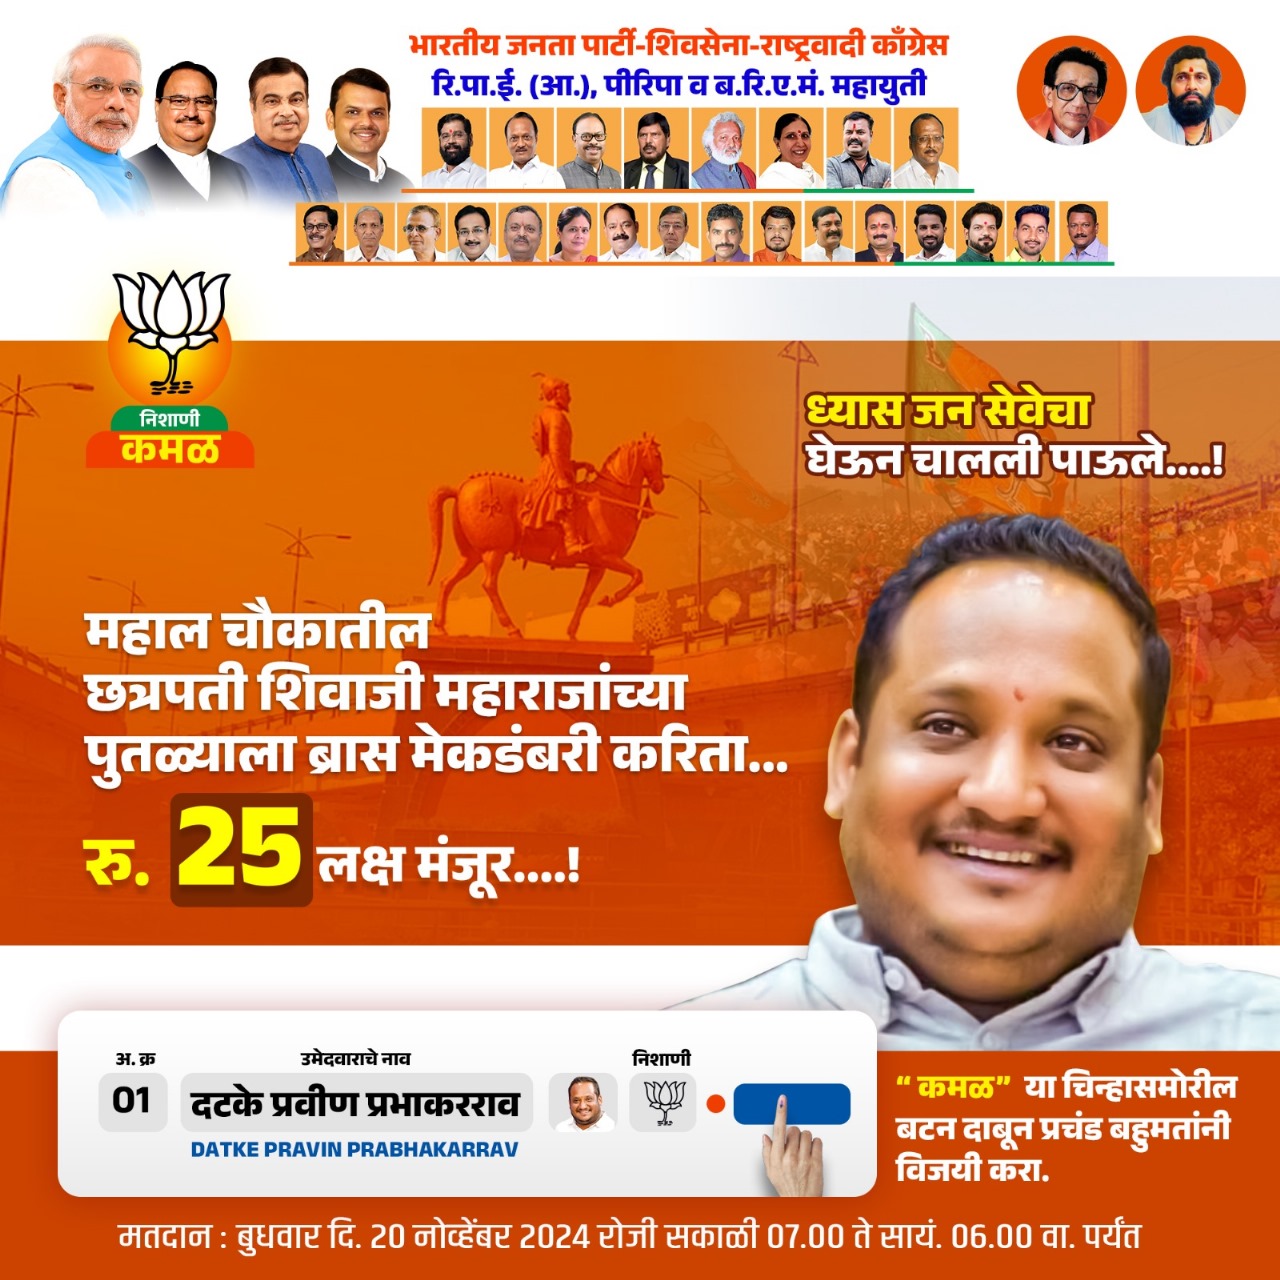 भारतीय जनता पार्टी-शिवसेना-राष्ट्रवादी काँग्रेस
रि.पा.ई. (आ.), पीरिपा व ब.रि.ए.मं. महायुती
निशाणी
कमळ
ध्यास जन सेवेचा
घेऊन चालली पाऊले....!
महाल चौकातील
छत्रपती शिवाजी महाराजांच्या
पुतळ्याला ब्रास मेकडंबरी करिता...
रु. 25 लक्ष मंजूर....!
अ. क्र उमेदवाराचे नाव निशाणी
01 दटके प्रवीण प्रभाकरराव
DATKE PRAVIN PRABHAKARRAV
“ कमळ” या चिन्हासमोरील
बटन दाबून प्रचंड बहुमतांनी
विजयी करा.
मतदान : बुधवार दि. 20 नोव्हेंबर 2024 रोजी सकाळी 07.00 ते सायं. 06.00 वा. पर्यंत